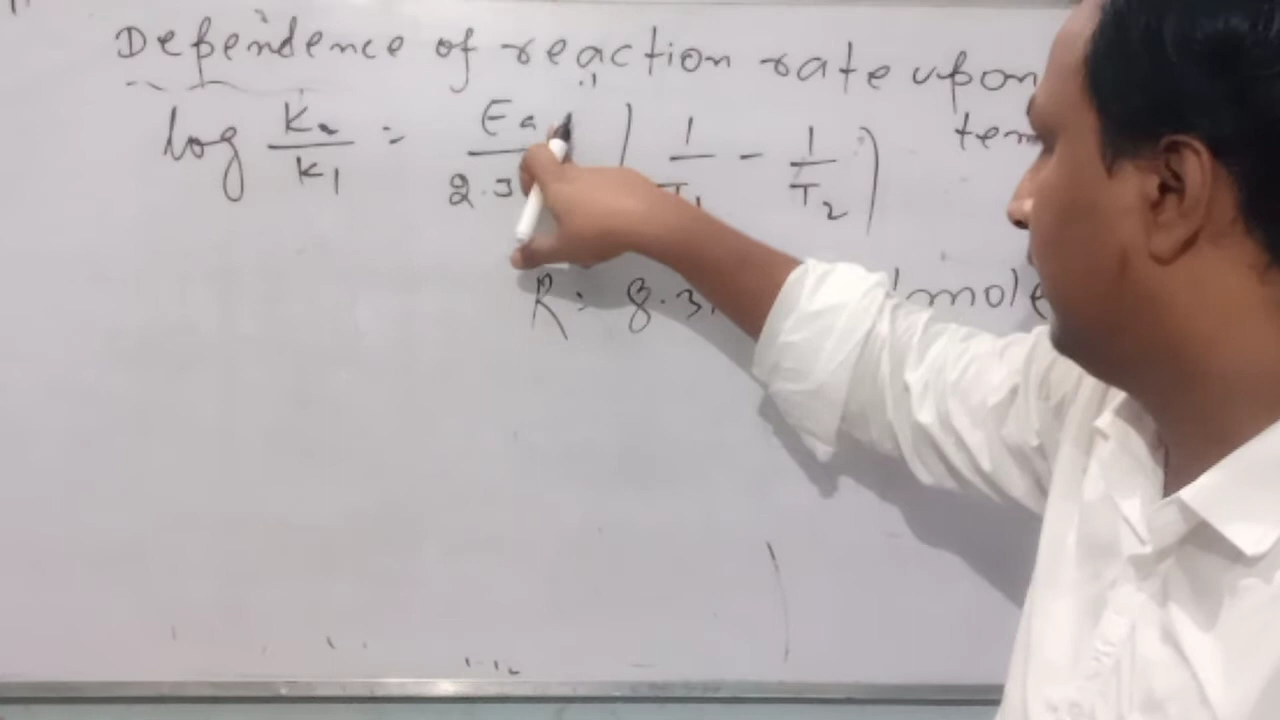 Dependence of reaction rate upon
log K2/K1 = Ea/2.3 ( 1/T1 - 1/T2 ) tem
R = 8.3 mole